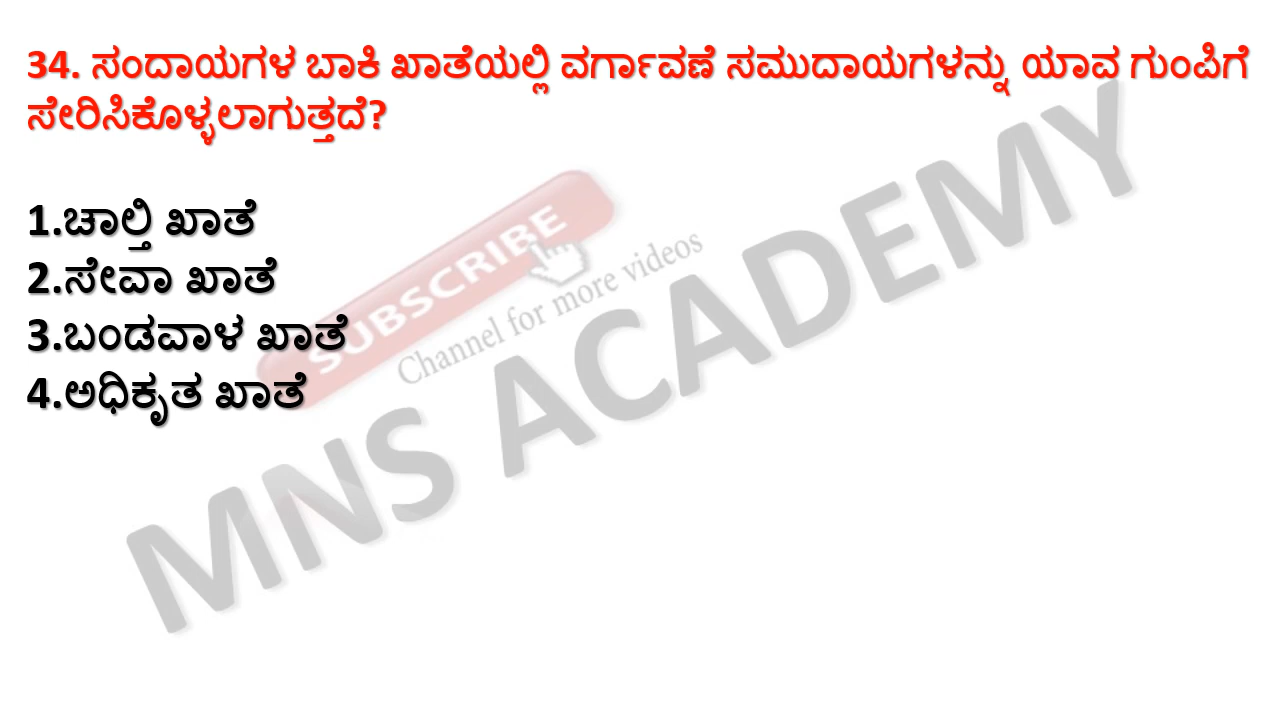 34. ಸಂದಾಯಗಳ ಬಾಕಿ ಖಾತೆಯಲ್ಲಿ ವರ್ಗಾವಣೆ ಸಮುದಾಯಗಳನ್ನು ಯಾವ ಗುಂಪಿಗೆ
ಸೇರಿಸಿಕೊಳ್ಳಲಾಗುತ್ತದೆ?
1.ಚಾಲ್ತಿ ಖಾತೆ
2.ಸೇವಾ ಖಾತೆ
3.ಬಂಡವಾಳ ಖಾತೆ
4.ಅಧಿಕೃತ ಖಾತೆ
SUBSCRIBE
Channel for more videos
MNS ACADEMY